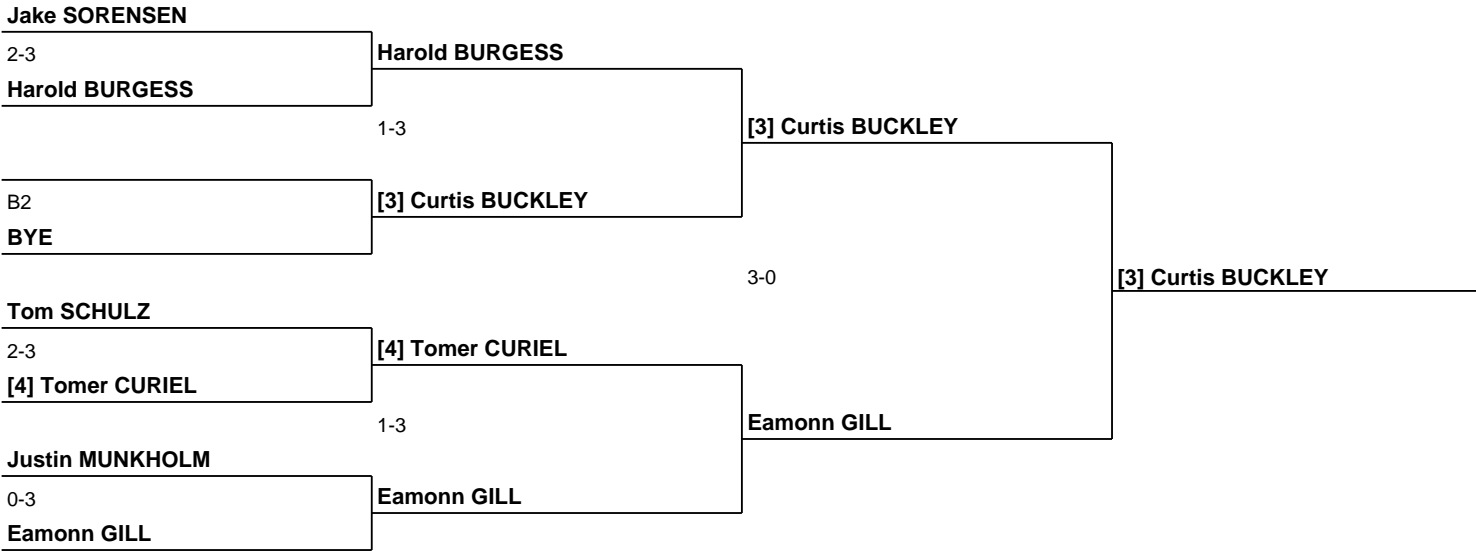 Jake SORENSEN
2-3
Harold BURGESS
Harold BURGESS
1-3
[3] Curtis BUCKLEY
B2
[3] Curtis BUCKLEY
BYE
3-0
[3] Curtis BUCKLEY
Tom SCHULZ
2-3
[4] Tomer CURIEL
[4] Tomer CURIEL
1-3
Eamonn GILL
Justin MUNKHOLM
0-3
Eamonn GILL
Eamonn GILL